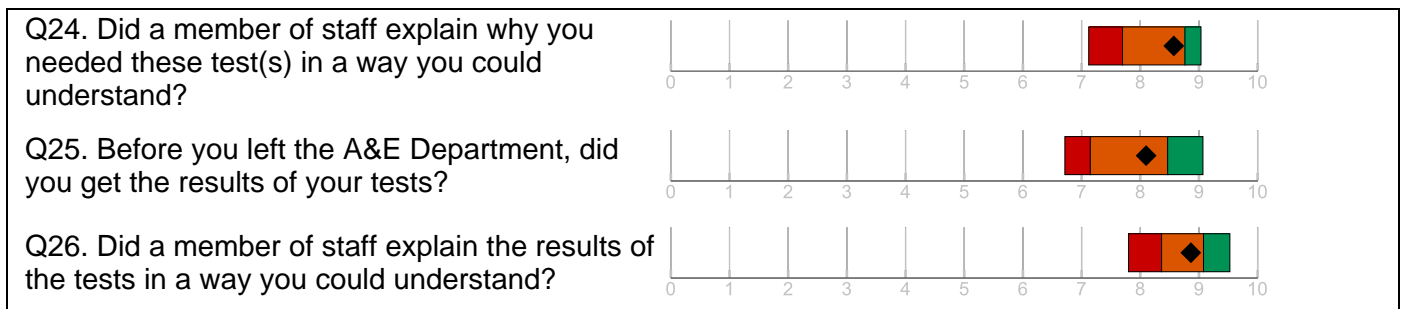 Q24. Did a member of staff explain why you
needed these test(s) in a way you could
understand?
0 1 2 3 4 5 6 7 8 9 10
Q25. Before you left the A&E Department, did
you get the results of your tests?
0 1 2 3 4 5 6 7 8 9 10
Q26. Did a member of staff explain the results of
the tests in a way you could understand?
0 1 2 3 4 5 6 7 8 9 10